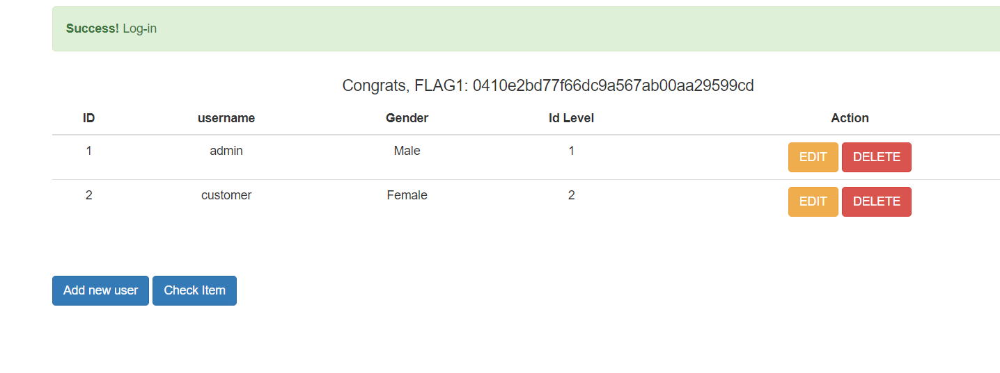 Success! Log-in
Congrats, FLAG1: 0410e2bd77f66dc9a567ab00aa29599cd
ID username Gender Id Level Action
1 admin Male 1 EDIT DELETE
2 customer Female 2 EDIT DELETE
Add new user Check Item